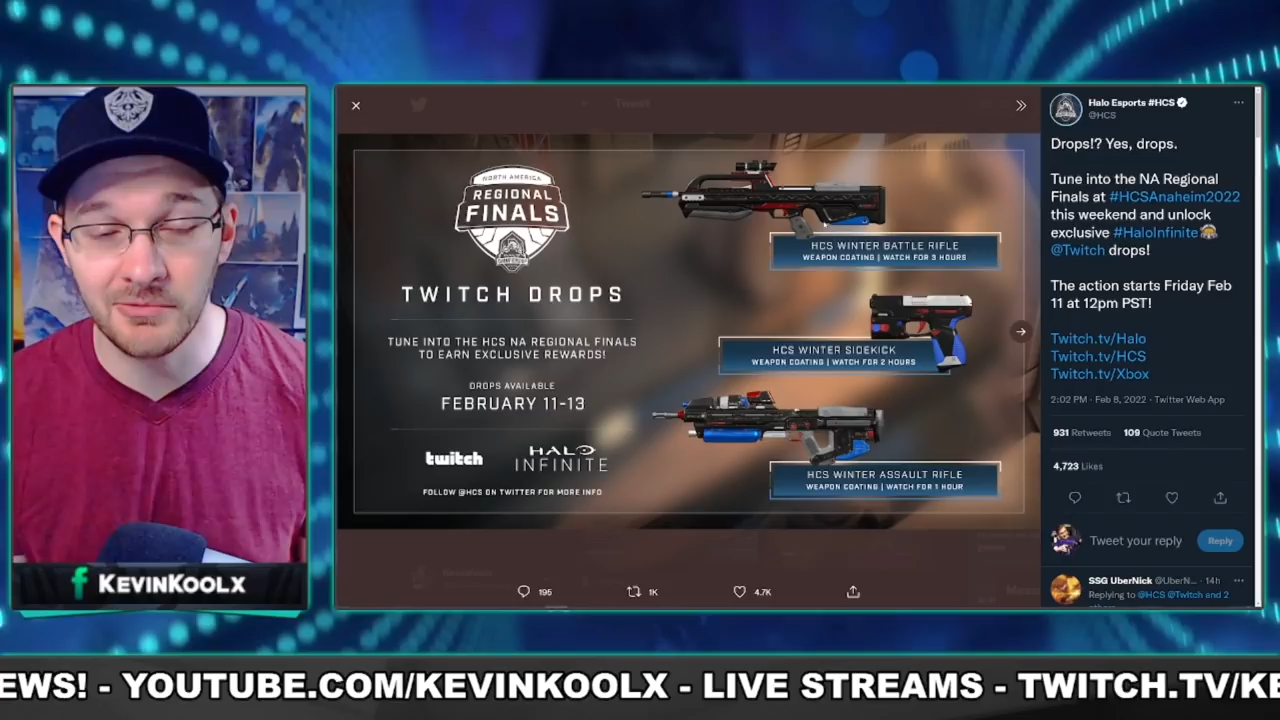 NORTH AMERICA
REGIONAL
FINALS
TWITCH DROPS
TUNE INTO THE HCS NA REGIONAL FINALS
TO EARN EXCLUSIVE REWARDS!
DROPS AVAILABLE
FEBRUARY 11-13
twitch
HALO
INFINITE
FOLLOW @HCS ON TWITTER FOR MORE INFO
HCS WINTER BATTLE RIFLE
WEAPON COATING | WATCH FOR 3 HOURS
HCS WINTER SIDEKICK
WEAPON COATING | WATCH FOR 2 HOURS
HCS WINTER ASSAULT RIFLE
WEAPON COATING | WATCH FOR 1 HOUR
195
1K
4.7K
Tweet
Halo Esports #HCS
@HCS
Drops!? Yes, drops.
Tune into the NA Regional
Finals at #HCSAnaheim2022
this weekend and unlock
exclusive #HaloInfinite
@Twitch drops!
The action starts Friday Feb
11 at 12pm PST!
Twitch.tv/Halo
Twitch.tv/HCS
Twitch.tv/Xbox
2:02 PM · Feb 8, 2022 · Twitter Web App
931 Retweets 109 Quote Tweets
4,723 Likes
Tweet your reply
Reply
SSG UberNick @UberN... · 14h
Replying to @HCS @Twitch and 2
f KEVINKOOLX
EWS! - YOUTUBE.COM/KEVINKOOLX - LIVE STREAMS - TWITCH.TV/KE